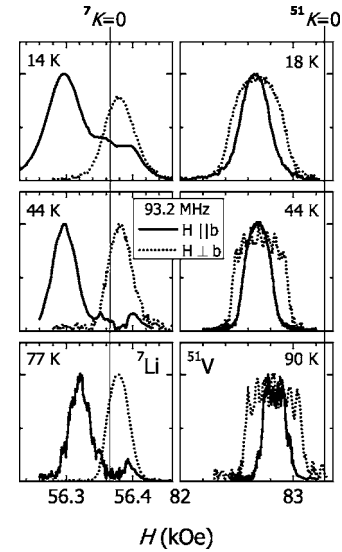 ⁷K=0 ⁵¹K=0
14 K 18 K
44 K 93.2 MHz 44 K
H ||b
H ⊥ b
77 K ⁷Li ⁵¹V 90 K
56.3 56.4 82 83
H (kOe)